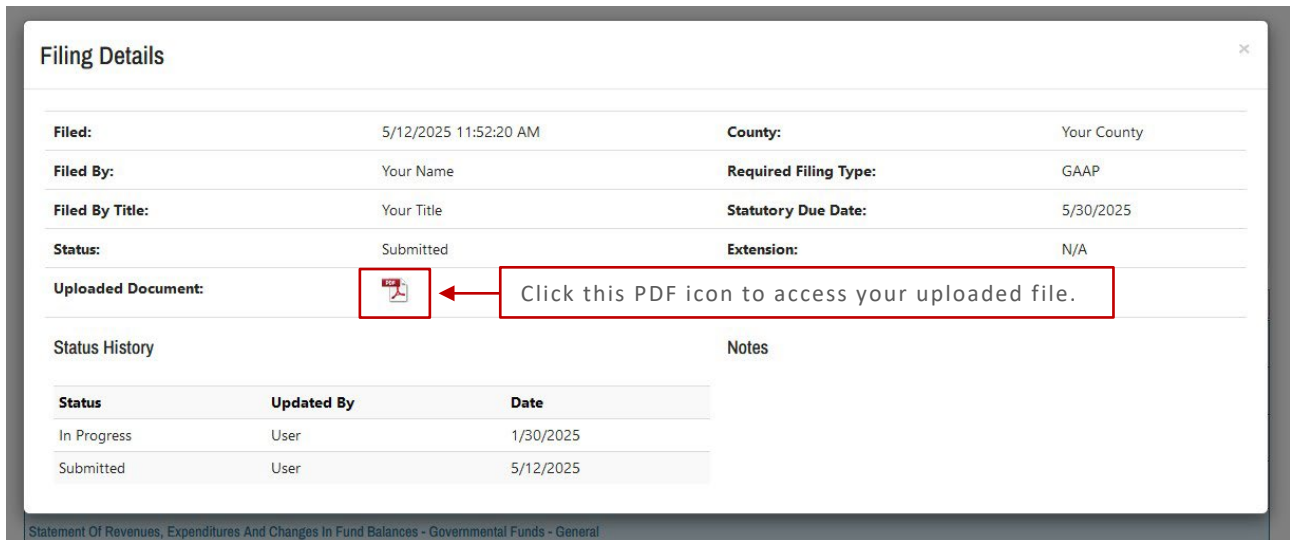 Filing Details
×
Filed: 5/12/2025 11:52:20 AM County: Your County
Filed By: Your Name Required Filing Type: GAAP
Filed By Title: Your Title Statutory Due Date: 5/30/2025
Status: Submitted Extension: N/A
Uploaded Document: PDF Click this PDF icon to access your uploaded file.
Status History Notes
Status Updated By Date
In Progress User 1/30/2025
Submitted User 5/12/2025
Statement Of Revenues, Expenditures And Changes In Fund Balances - Governmental Funds - General